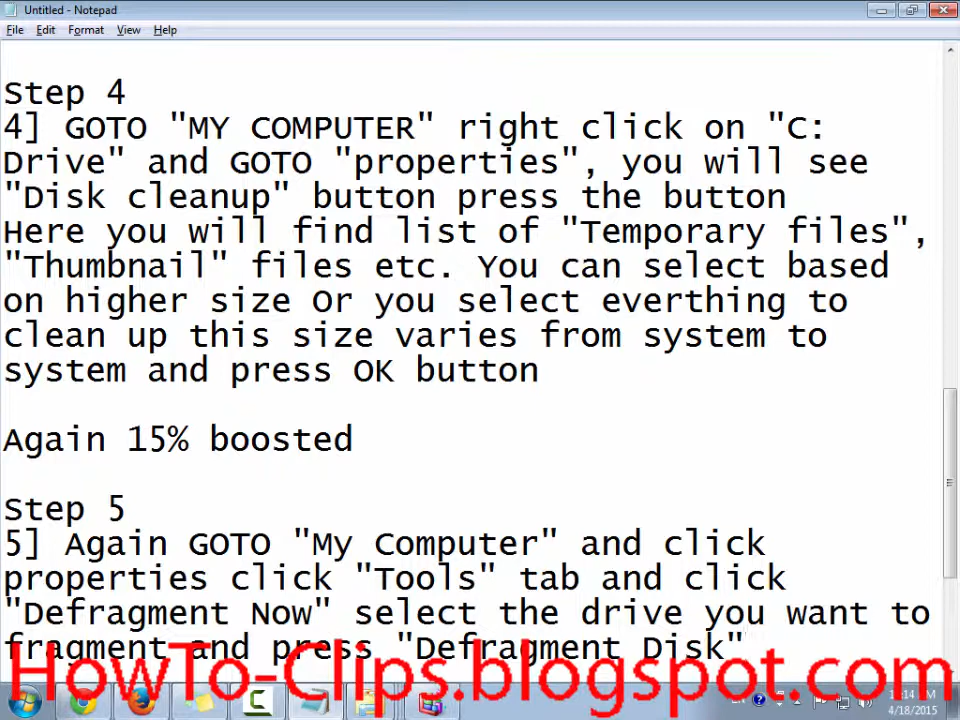 Untitled - Notepad
File Edit Format View Help
Step 4
4] GOTO "MY COMPUTER" right click on "C:
Drive" and GOTO "properties", you will see
"Disk cleanup" button press the button
Here you will find list of "Temporary files",
"Thumbnail" files etc. You can select based
on higher size Or you select everthing to
clean up this size varies from system to
system and press OK button
Again 15% boosted
Step 5
5] Again GOTO "My Computer" and click
properties click "Tools" tab and click
"Defragment Now" select the drive you want to
fragment and press "Defragment Disk"
HowTo-Clips.blogspot.com
4/18/2015